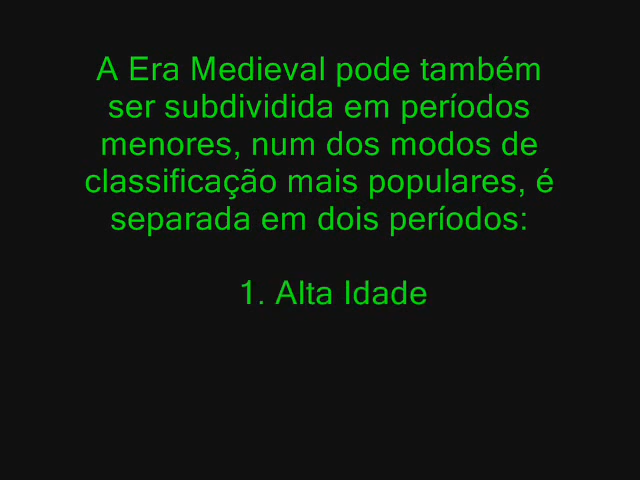 A Era Medieval pode também
ser subdividida em períodos
menores, num dos modos de
classificação mais populares, é
separada em dois períodos:
1. Alta Idade